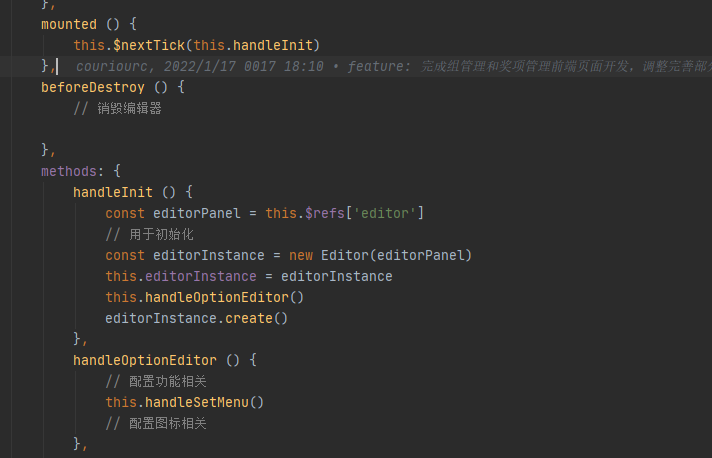 },
mounted () {
this.$nextTick(this.handleInit)
}, couriourc, 2022/1/17 0017 18:10 • feature: 完成组管理和奖项管理前端页面开发，调整完善部
beforeDestroy () {
// 销毁编辑器
},
methods: {
handleInit () {
const editorPanel = this.$refs['editor']
// 用于初始化
const editorInstance = new Editor(editorPanel)
this.editorInstance = editorInstance
this.handleOptionEditor()
editorInstance.create()
},
handleOptionEditor () {
// 配置功能相关
this.handleSetMenu()
// 配置图标相关
},